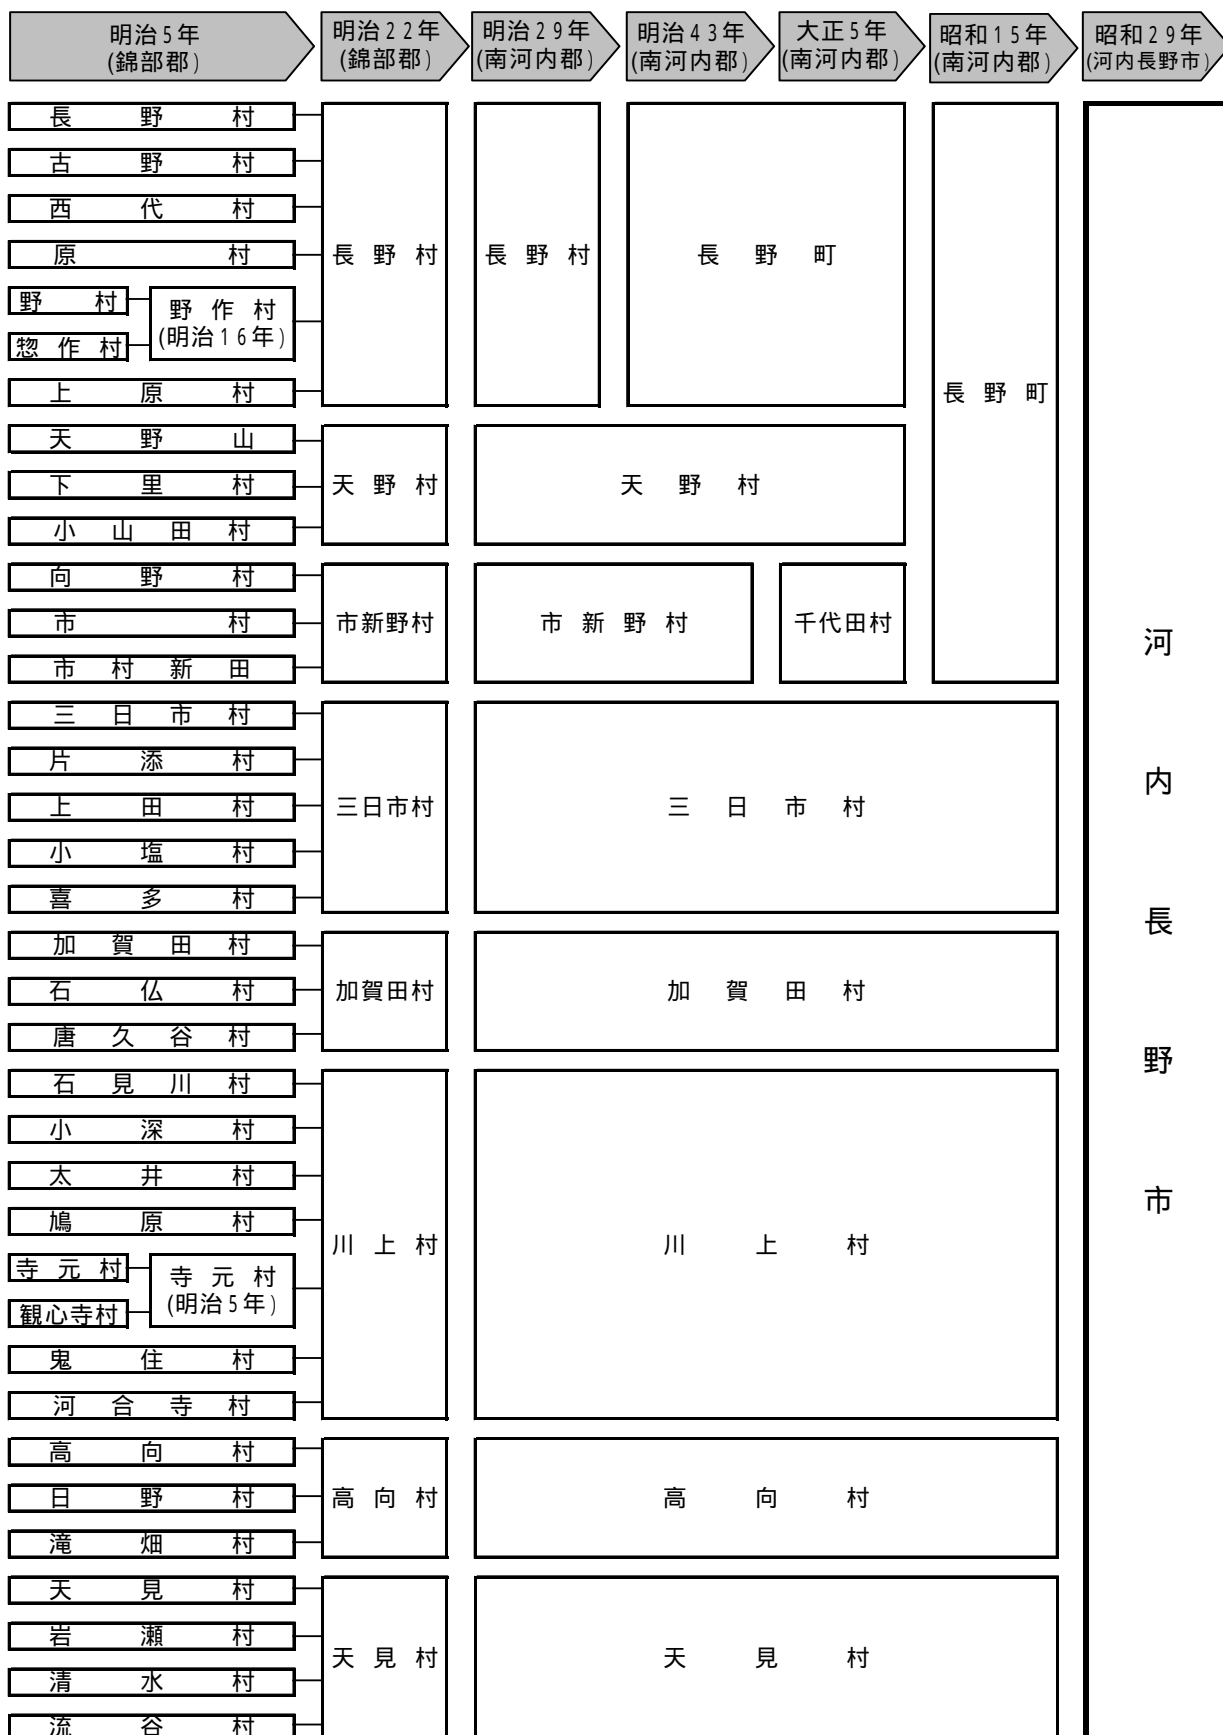 明治5年
(錦部郡)
明治22年
(錦部郡)
明治29年
(南河内郡)
明治43年
(南河内郡)
大正5年
(南河内郡)
昭和15年
(南河内郡)
昭和29年
(河内長野市)
長野村
古野村
西代村
原村
野村
惣作村
野作村
(明治16年)
上原村
長野村
長野村
長野町
長野町
天野山
下里村
小山田村
天野村
天野村
向野村
市村
市村新田
市新野村
市新野村
千代田村
三日市村
片添村
上田村
小塩村
喜多村
三日市村
三日市村
加賀田村
石仏村
唐久谷村
加賀田村
加賀田村
石見川村
小深村
太井村
鳩原村
寺元村
観心寺村
寺元村
(明治5年)
鬼住村
河合寺村
川上村
川上村
高向村
日野村
滝畑村
高向村
高向村
天見村
岩瀬村
清水村
流谷村
天見村
天見村
河内長野市